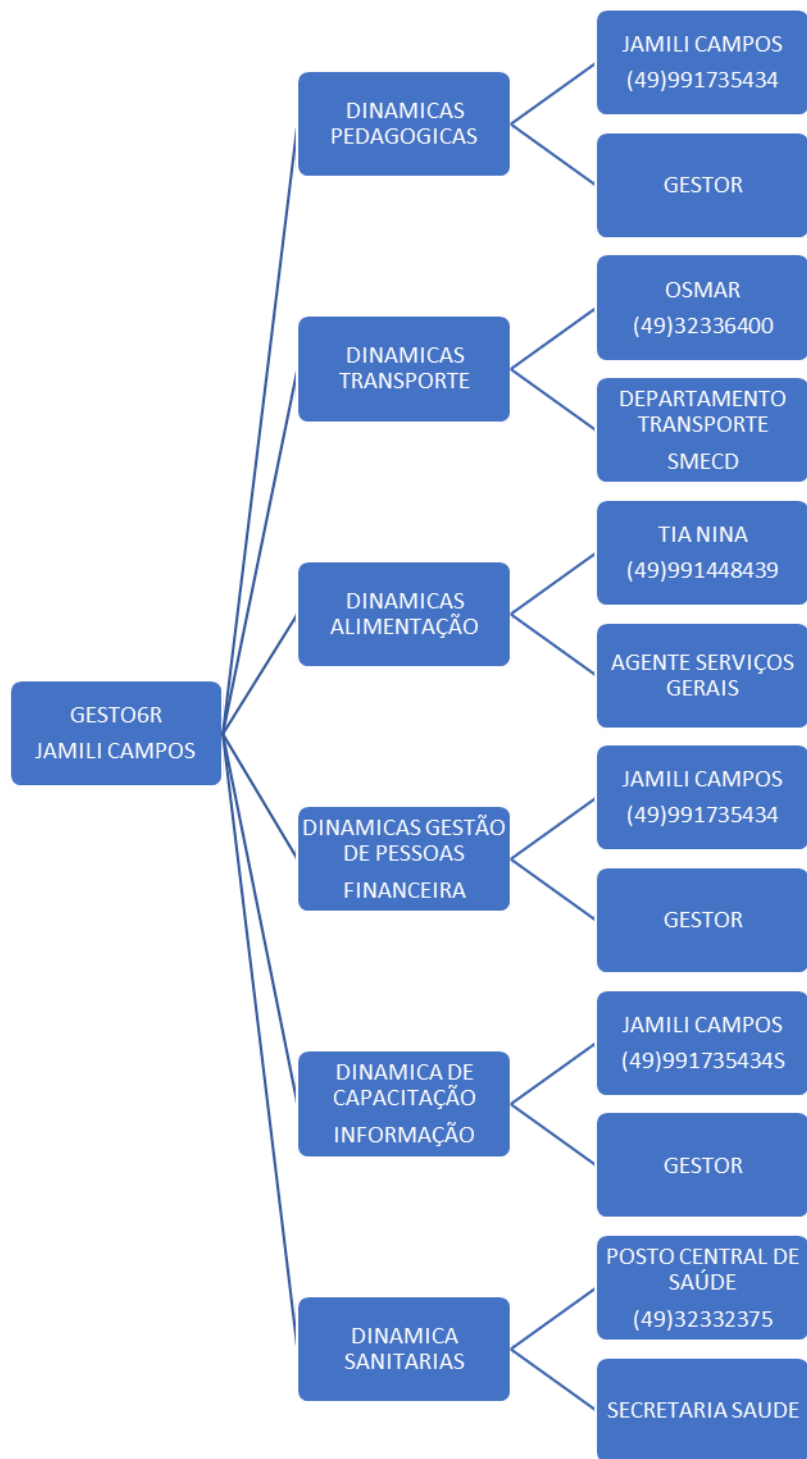 GESTO6R
JAMILI CAMPOS
DINAMICAS
PEDAGOGICAS
JAMILI CAMPOS
(49)991735434
GESTOR
DINAMICAS
TRANSPORTE
OSMAR
(49)32336400
DEPARTAMENTO
TRANSPORTE
SMECD
DINAMICAS
ALIMENTAÇÃO
TIA NINA
(49)991448439
AGENTE SERVIÇOS
GERAIS
DINAMICAS GESTÃO
DE PESSOAS
FINANCEIRA
JAMILI CAMPOS
(49)991735434
GESTOR
DINAMICA DE
CAPACITAÇÃO
INFORMAÇÃO
JAMILI CAMPOS
(49)991735434S
GESTOR
DINAMICA
SANITARIAS
POSTO CENTRAL DE
SAÚDE
(49)32332375
SECRETARIA SAUDE